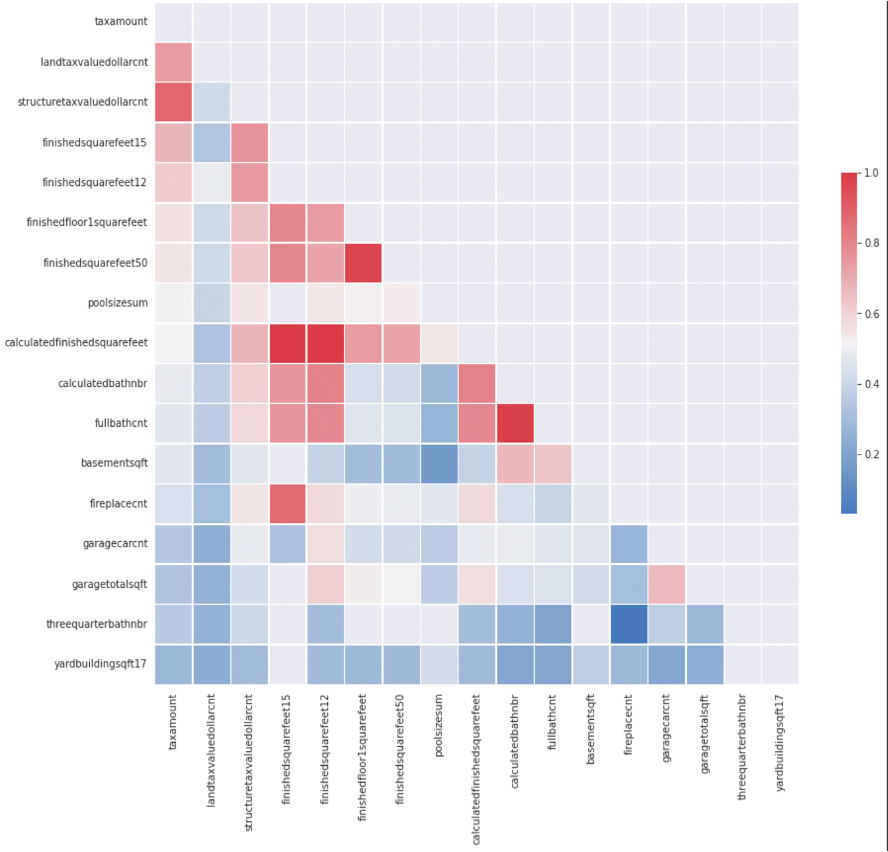 taxamount
landtaxvaluedollarcnt
structuretaxvaluedollarcnt
finishedsquarefeet15
finishedsquarefeet12
finishedfloor1squarefeet
finishedsquarefeet50
poolsizesum
calculatedfinishedsquarefeet
calculatedbathnbr
fullbathcnt
basementsqft
fireplacecnt
garagecarcnt
garagetotalsqft
threequarterbathnbr
yardbuildingsqft17
1.0
0.8
0.6
0.4
0.2
taxamount
landtaxvaluedollarcnt
structuretaxvaluedollarcnt
finishedsquarefeet15
finishedsquarefeet12
finishedfloor1squarefeet
finishedsquarefeet50
poolsizesum
calculatedfinishedsquarefeet
calculatedbathnbr
fullbathcnt
basementsqft
fireplacecnt
garagecarcnt
garagetotalsqft
threequarterbathnbr
yardbuildingsqft17